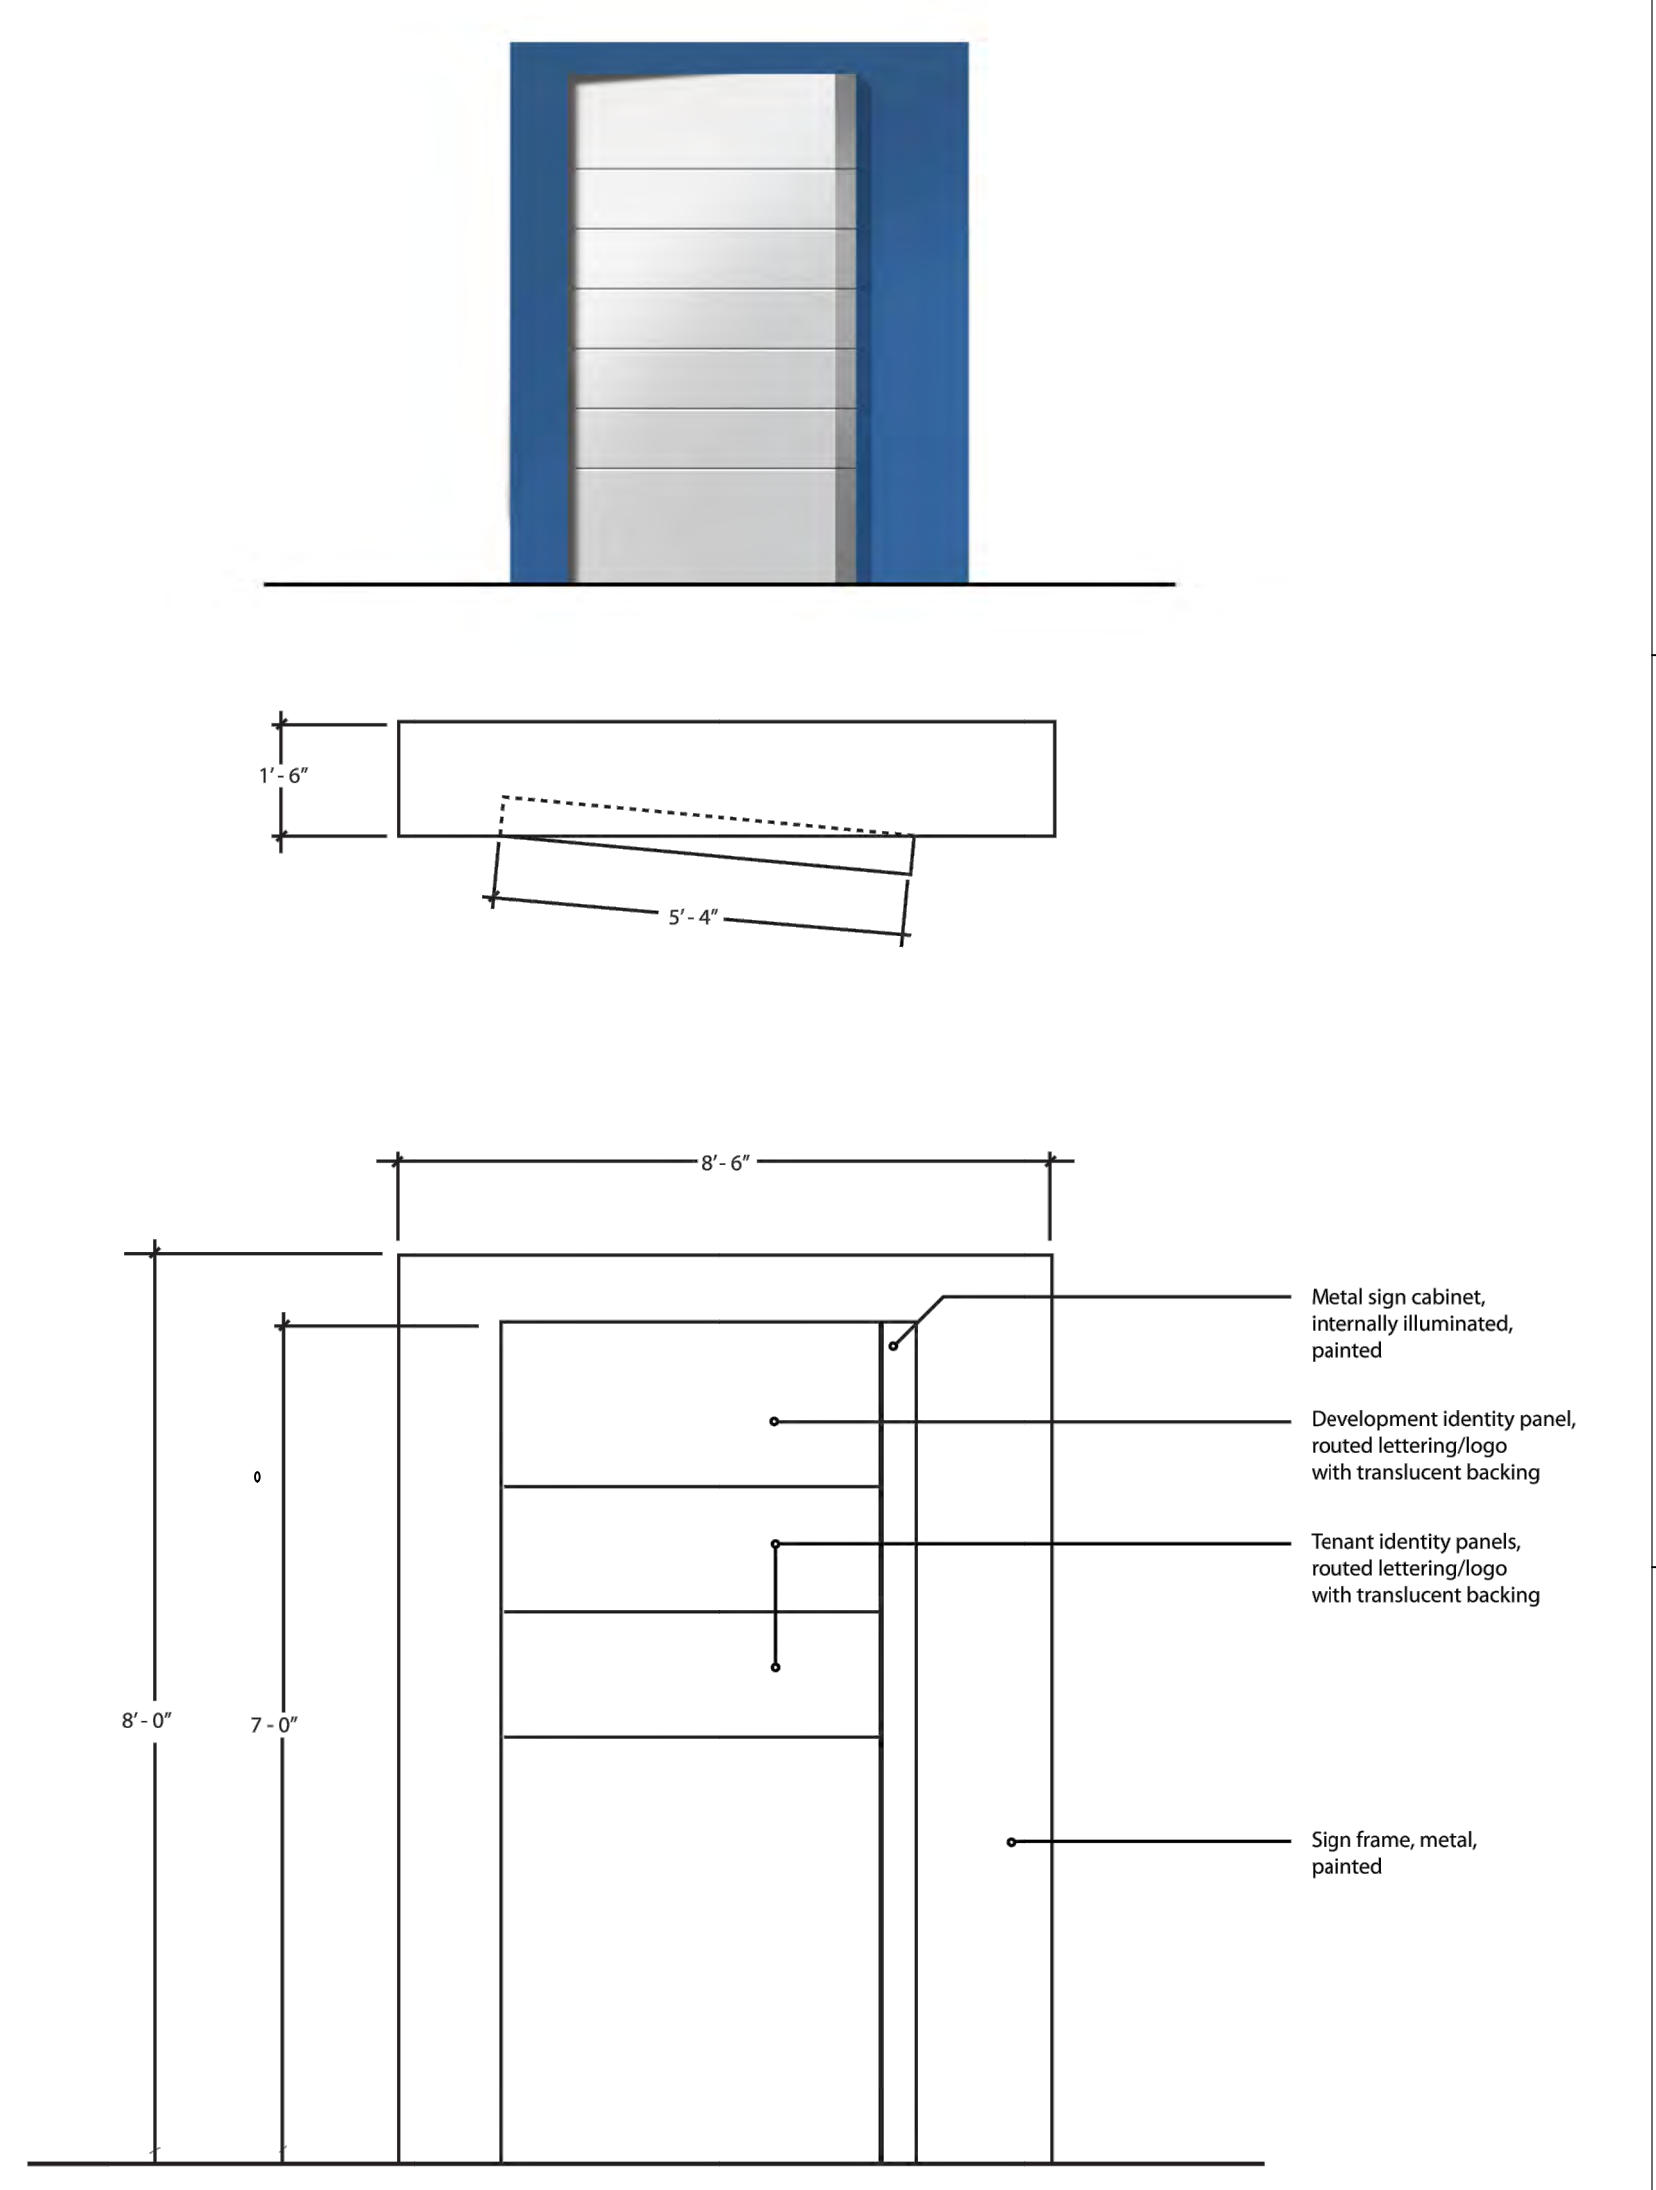 1’- 6”
5’- 4”
8’- 6”
Metal sign cabinet,
internally illuminated,
painted
Development identity panel,
routed lettering/logo
with translucent backing
0
Tenant identity panels,
routed lettering/logo
with translucent backing
8’- 0”
7 - 0”
Sign frame, metal,
painted